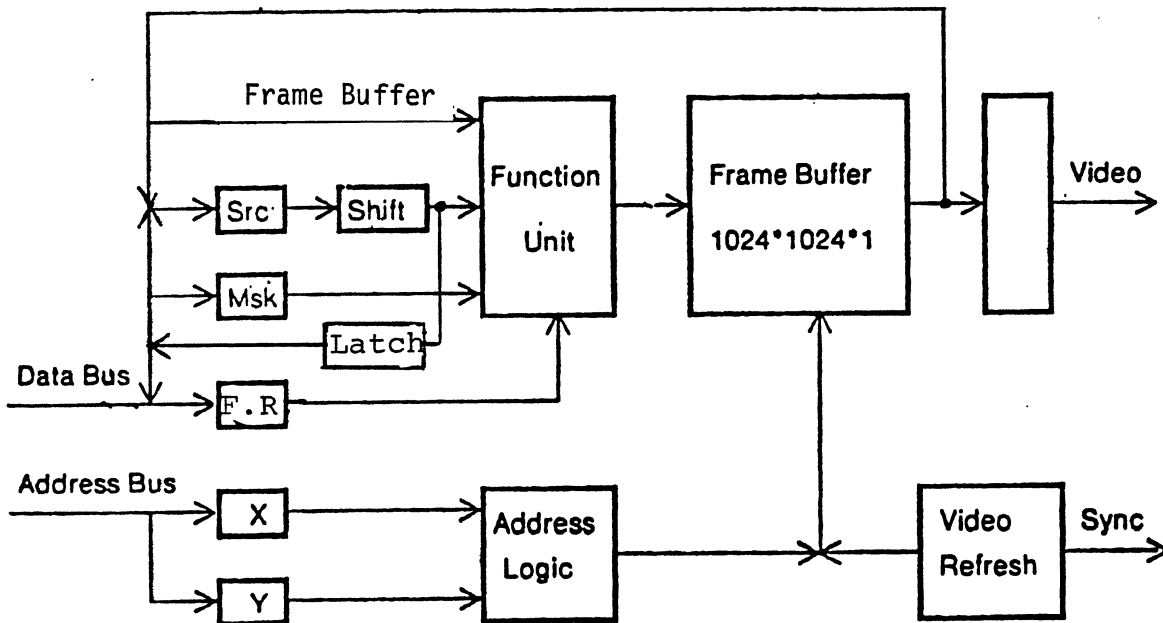 Frame Buffer
Function
Unit
Frame Buffer
1024*1024*1
Video
Src
Shift
Msk
Latch
Data Bus
F.R
Address Bus
X
Y
Address
Logic
Video
Refresh
Sync